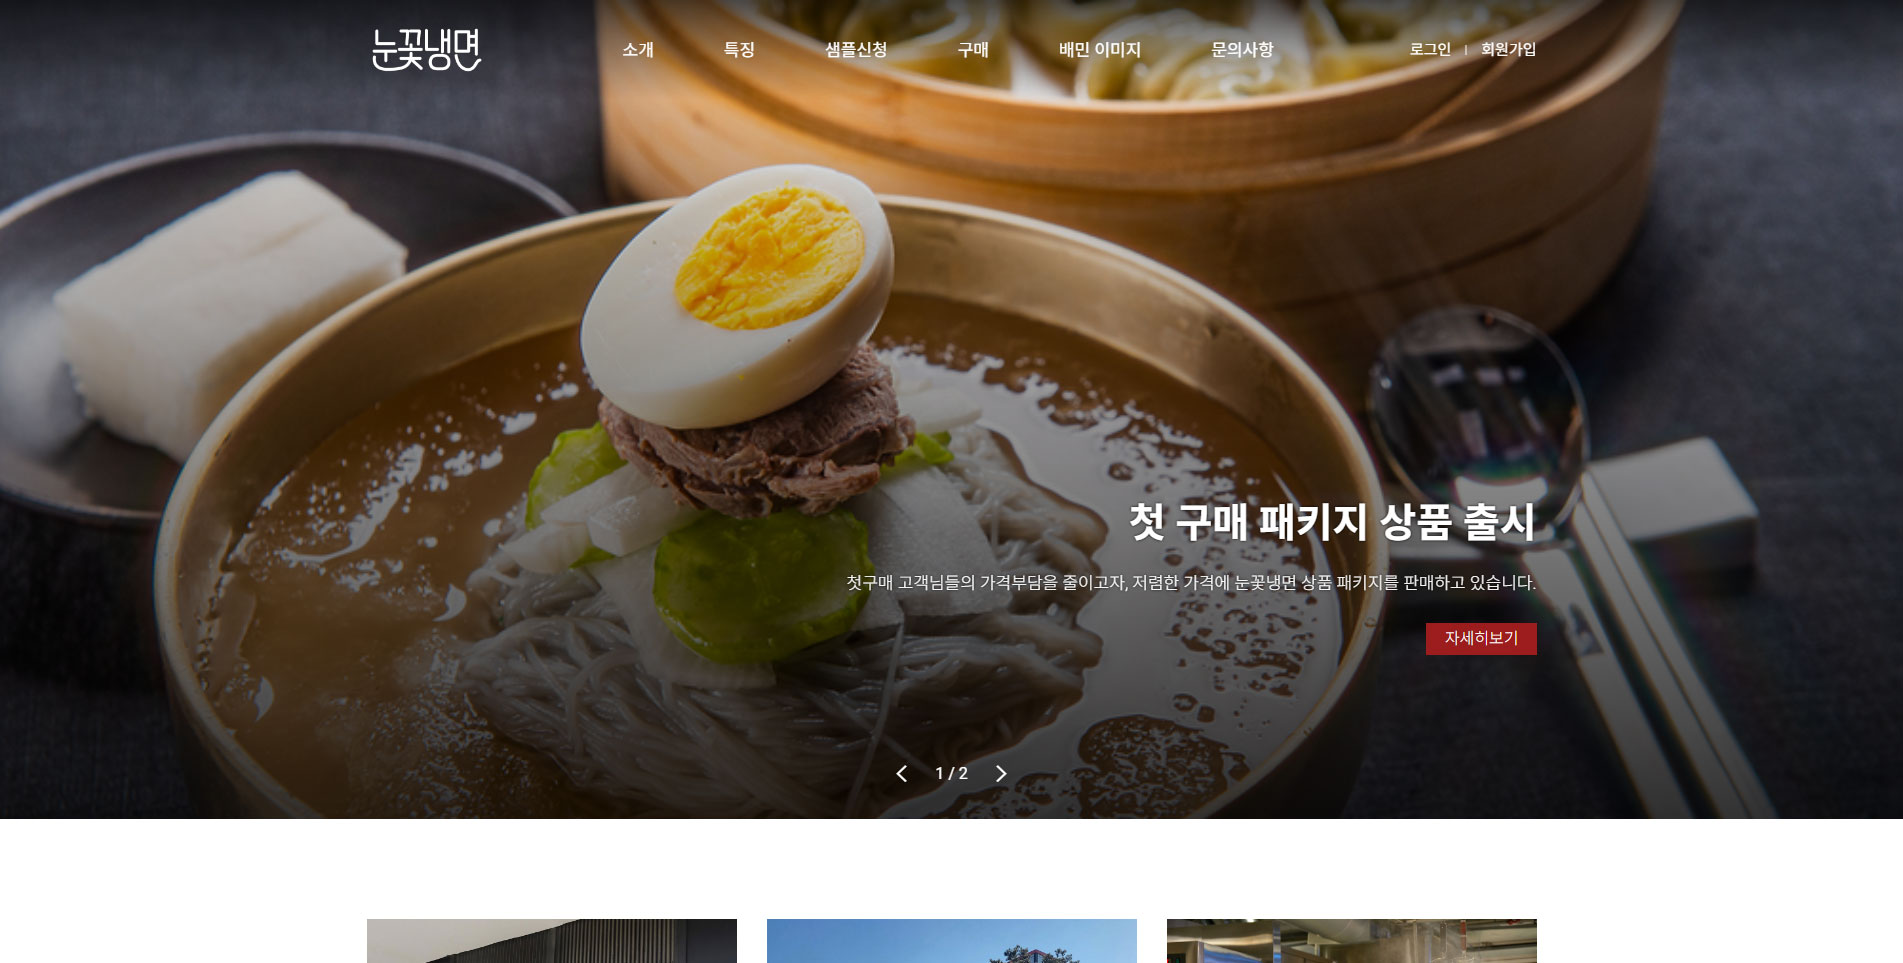 눈꽃냉면
소개 특징 샘플신청 구매 배민 이미지 문의사항 로그인 | 회원가입
첫 구매 패키지 상품 출시
첫구매 고객님들의 가격부담을 줄이고자, 저렴한 가격에 눈꽃냉면 상품 패키지를 판매하고 있습니다.
자세히보기
1 / 2